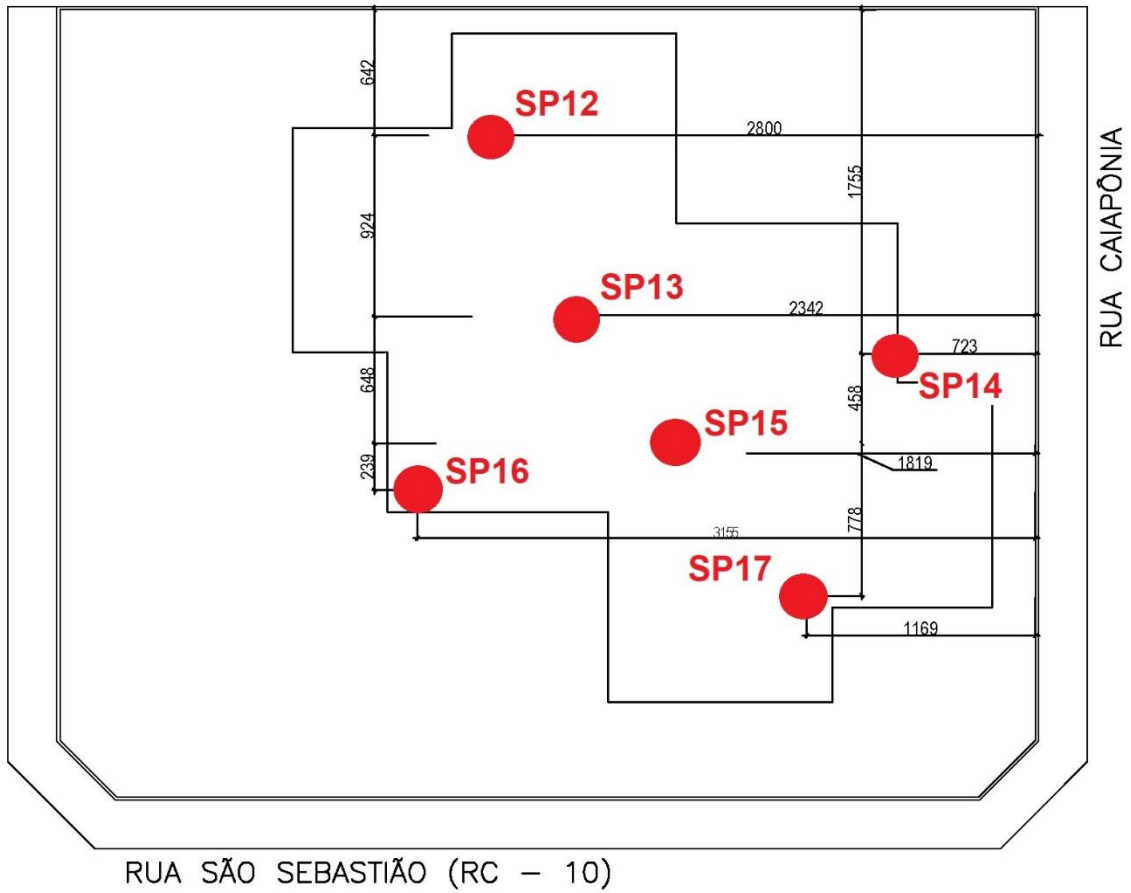 642
SP12
2800
1755
924
SP13
2342
723
648
SP14
458
SP15
1819
239
SP16
778
3155
SP17
1169
RUA CAIAPÔNIA
RUA SÃO SEBASTIÃO (RC - 10)